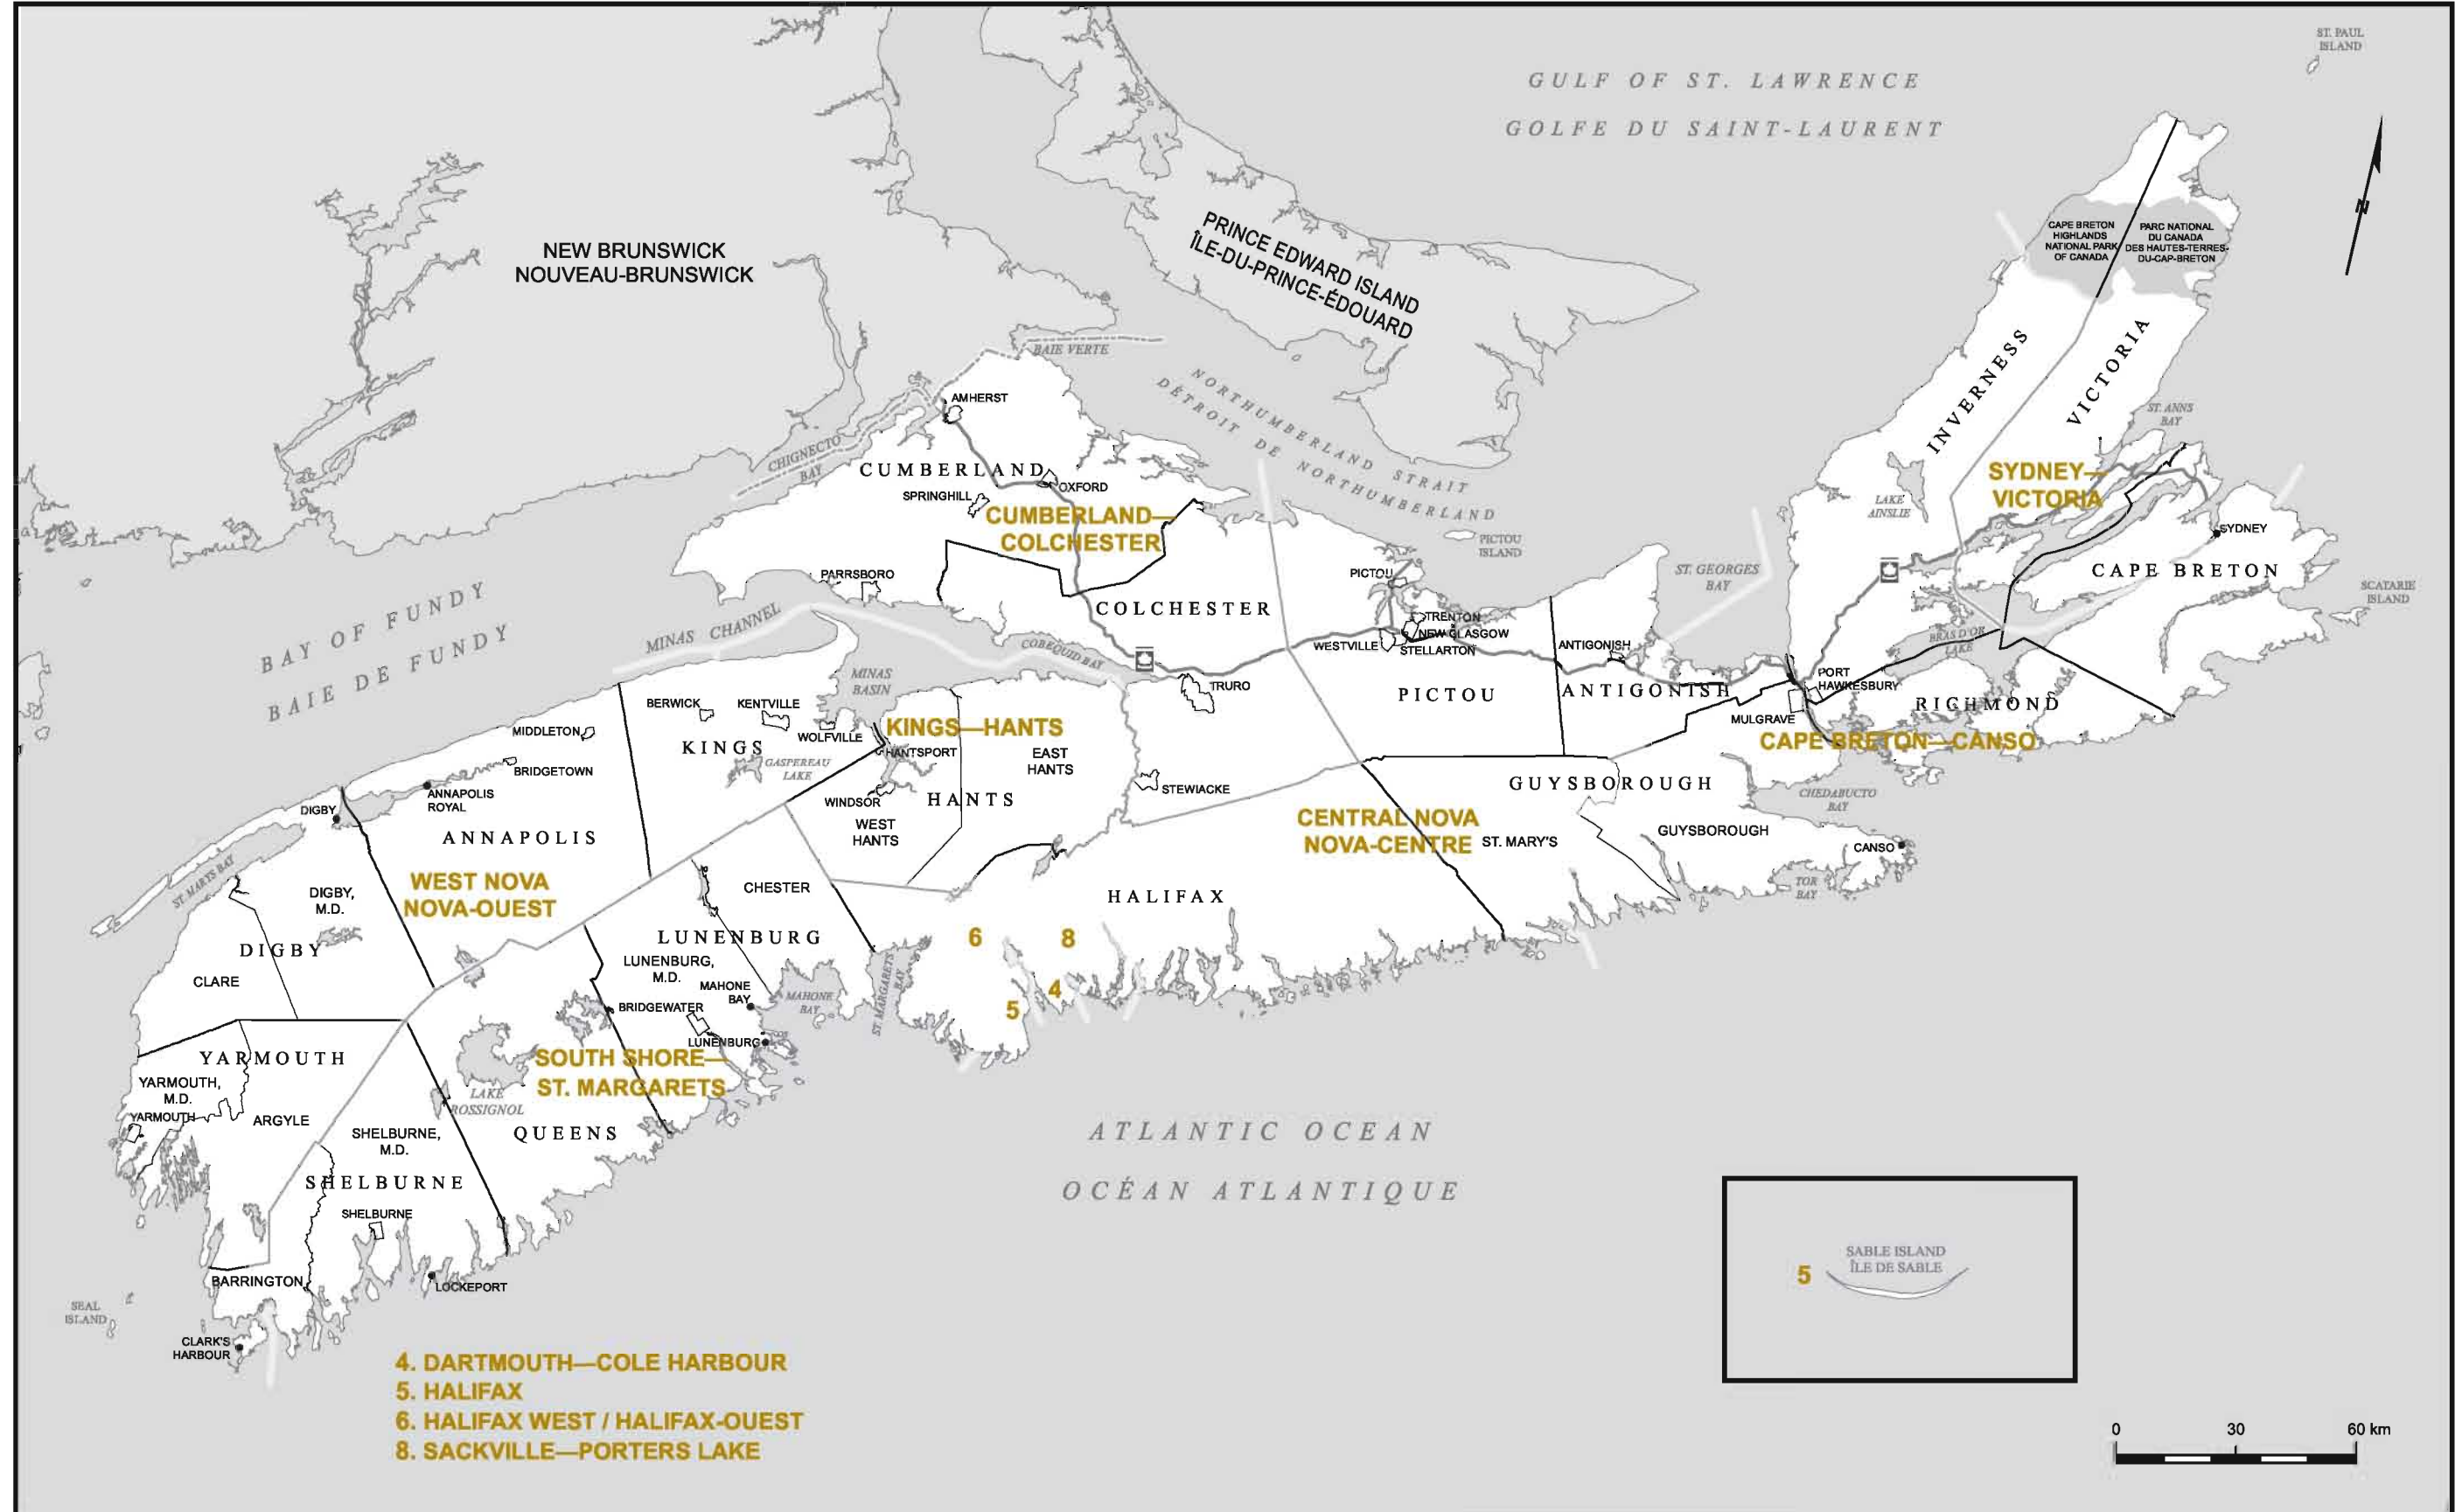 ST. PAUL
ISLAND
GULF OF ST. LAWRENCE
GOLFE DU SAINT-LAURENT
N
NEW BRUNSWICK
NOUVEAU-BRUNSWICK
PRINCE EDWARD ISLAND
ÎLE-DU-PRINCE-ÉDOUARD
CAPE BRETON
HIGHLANDS
NATIONAL PARK
OF CANADA
PARC NATIONAL
DU CANADA
DES HAUTES-TERRES-
DU-CAP-BRETON
BAIE VERTE
NORTHUMBERLAND STRAIT
DÉTROIT DE NORTHUMBERLAND
INVERNESS
VICTORIA
ST. ANNS
BAY
AMHERST
CHIGNECTO
BAY
CUMBERLAND
OXFORD
SPRINGHILL
CUMBERLAND—
COLCHESTER
SYDNEY—
VICTORIA
LAKE
AINSLIE
SYDNEY
PICTOU
ISLAND
CAPE BRETON
SCATARIE
ISLAND
ST. GEORGES
BAY
PICTOU
PARRSBORO
COLCHESTER
BAY OF FUNDY
BAIE DE FUNDY
MINAS CHANNEL
COBEQUID BAY
TRENTON
NEW GLASGOW
WESTVILLE
STELLARTON
ANTIGONISH
BRAS D'OR
LAKE
MINAS
BASIN
TRURO
PICTOU
ANTIGONISH
PORT
HAWKESBURY
MULGRAVE
RICHMOND
CAPE BRETON—CANSO
BERWICK
KENTVILLE
WOLFVILLE
KINGS
GASPEREAU
LAKE
KINGS—HANTS
HANTSPORT
EAST
HANTS
MIDDLETON
BRIDGETOWN
ANNAPOLIS
ROYAL
DIGBY
ANNAPOLIS
WINDSOR
HANTS
WEST
HANTS
STEWIACKE
GUYSBOROUGH
CHEDABUCTO
BAY
CENTRAL NOVA
NOVA-CENTRE
ST. MARY'S
GUYSBOROUGH
CANSO
TOR
BAY
ST. MARYS BAY
WEST NOVA
NOVA-OUEST
DIGBY,
M.D.
DIGBY
CLARE
CHESTER
HALIFAX
LUNENBURG
LUNENBURG,
M.D.
MAHONE
BAY
MAHONE
BAY
BRIDGEWATER
LUNENBURG
ST. MARGARETS
BAY
6
8
4
5
YARMOUTH
YARMOUTH,
M.D.
YARMOUTH
ARGYLE
SOUTH SHORE—
ST. MARGARETS
LAKE
ROSSIGNOL
QUEENS
SHELBURNE,
M.D.
SHELBURNE
SHELBURNE
ATLANTIC OCEAN
OCÉAN ATLANTIQUE
BARRINGTON
LOCKEPORT
SEAL
ISLAND
CLARK'S
HARBOUR
5
SABLE ISLAND
ÎLE DE SABLE
4. DARTMOUTH—COLE HARBOUR
5. HALIFAX
6. HALIFAX WEST / HALIFAX-OUEST
8. SACKVILLE—PORTERS LAKE
0 30 60 km